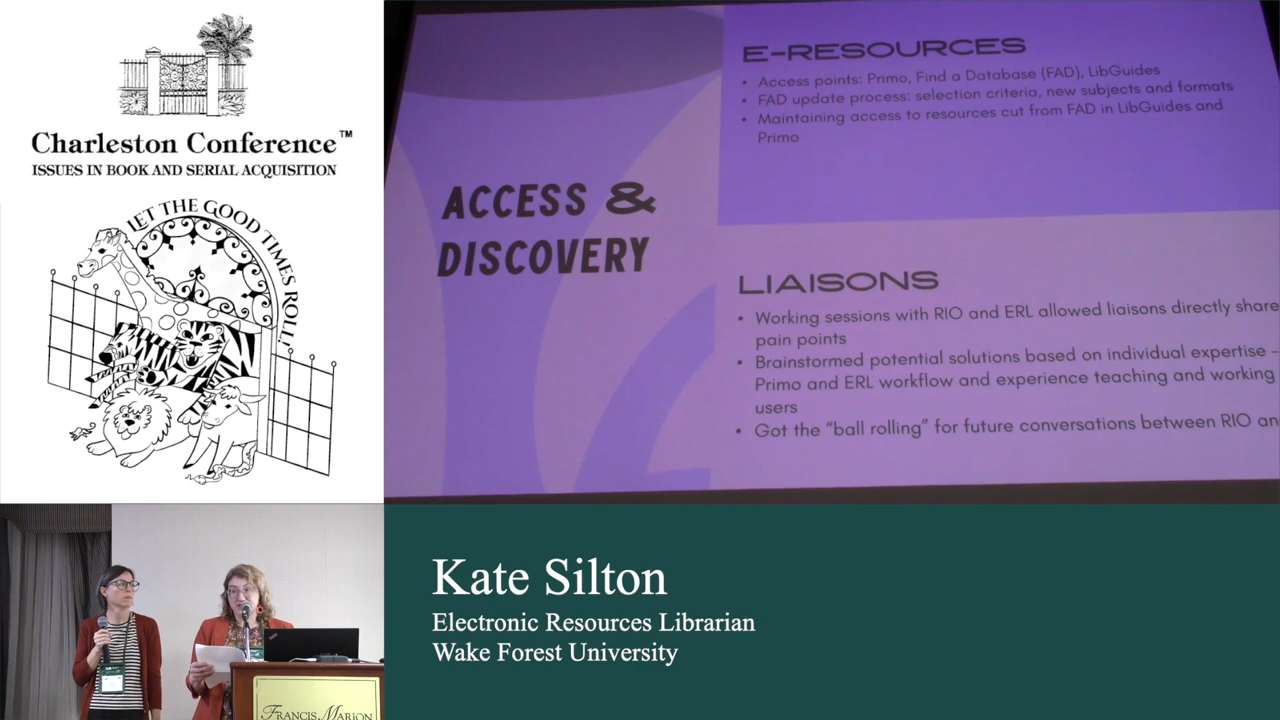 Charleston Conference™
ISSUES IN BOOK AND SERIAL ACQUISITION
LET THE GOOD TIMES ROLL!
ACCESS &
DISCOVERY
E-RESOURCES
• Access points: Primo, Find a Database (FAD), LibGuides
• FAD update process: selection criteria, new subjects and formats
• Maintaining access to resources cut from FAD in LibGuides and
Primo
LIAISONS
• Working sessions with RIO and ERL allowed liaisons directly share
pain points
• Brainstormed potential solutions based on individual expertise -
Primo and ERL workflow and experience teaching and working
users
• Got the “ball rolling” for future conversations between RIO an
FRANCIS MARION
Kate Silton
Electronic Resources Librarian
Wake Forest University